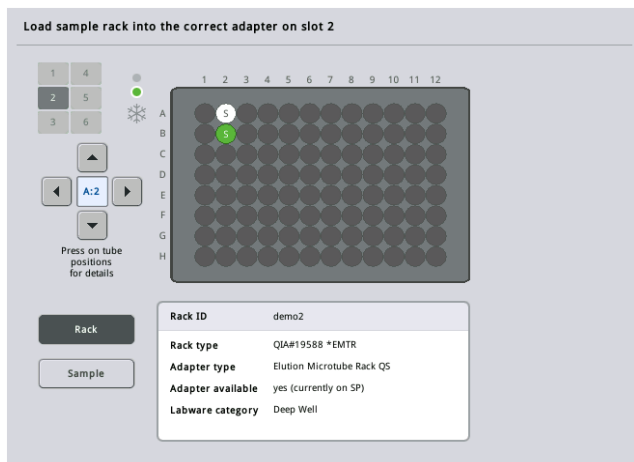 Load sample rack into the correct adapter on slot 2
1 4
2 5
3 6
1 2 3 4 5 6 7 8 9 10 11 12
A S
B S
C
D
E
F
G
H
A:2
Press on tube
positions
for details
Rack
Sample
Rack ID demo2
Rack type QIA#19588 *EMTR
Adapter type Elution Microtube Rack QS
Adapter available yes (currently on SP)
Labware category Deep Well